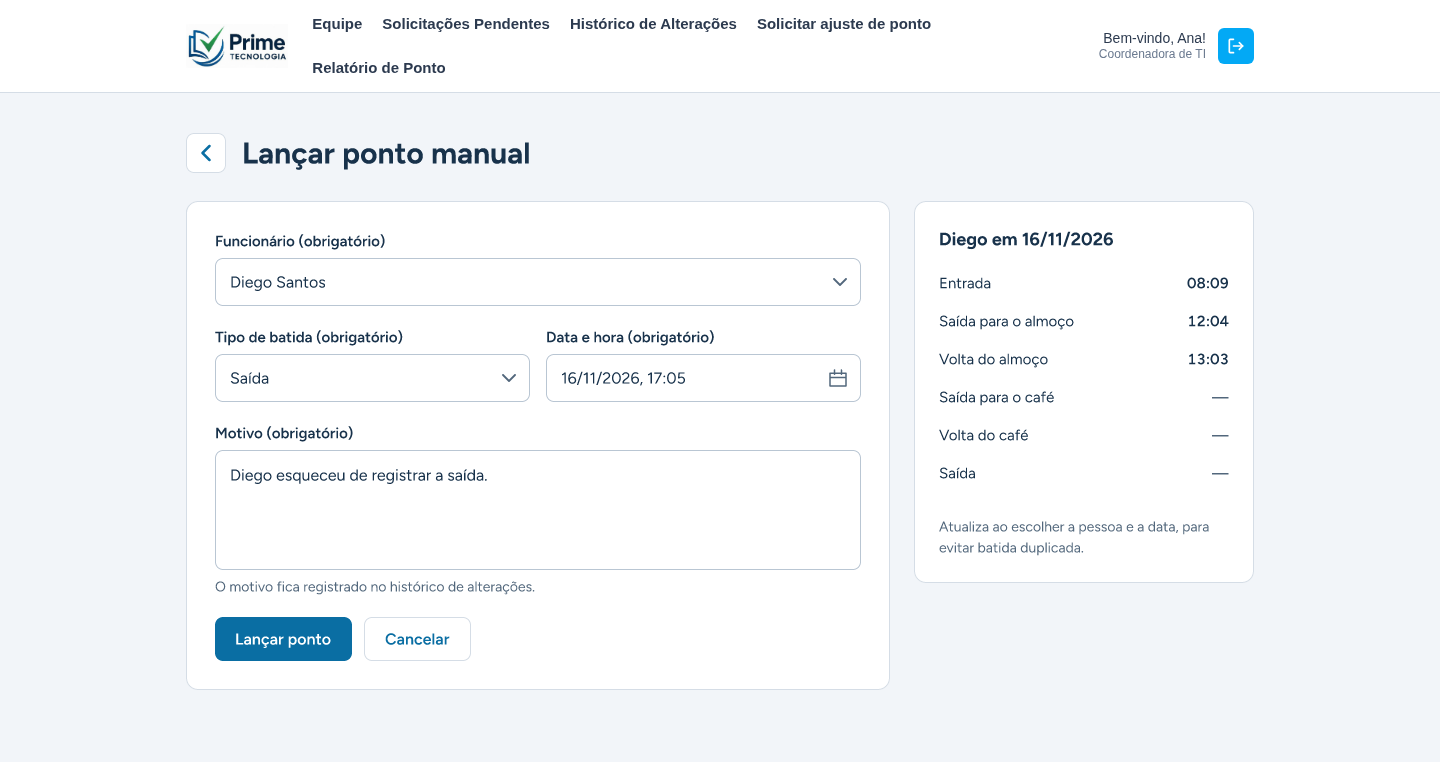 Prime
TECNOLOGIA
Equipe Solicitações Pendentes Histórico de Alterações Solicitar ajuste de ponto
Relatório de Ponto
Bem-vindo, Ana!
Coordenadora de TI
Lançar ponto manual
Funcionário (obrigatório)
Diego Santos
Tipo de batida (obrigatório) Data e hora (obrigatório)
Saída 16/11/2026, 17:05
Motivo (obrigatório)
Diego esqueceu de registrar a saída.
O motivo fica registrado no histórico de alterações.
Lançar ponto Cancelar
Diego em 16/11/2026
Entrada 08:09
Saída para o almoço 12:04
Volta do almoço 13:03
Saída para o café —
Volta do café —
Saída —
Atualiza ao escolher a pessoa e a data, para
evitar batida duplicada.